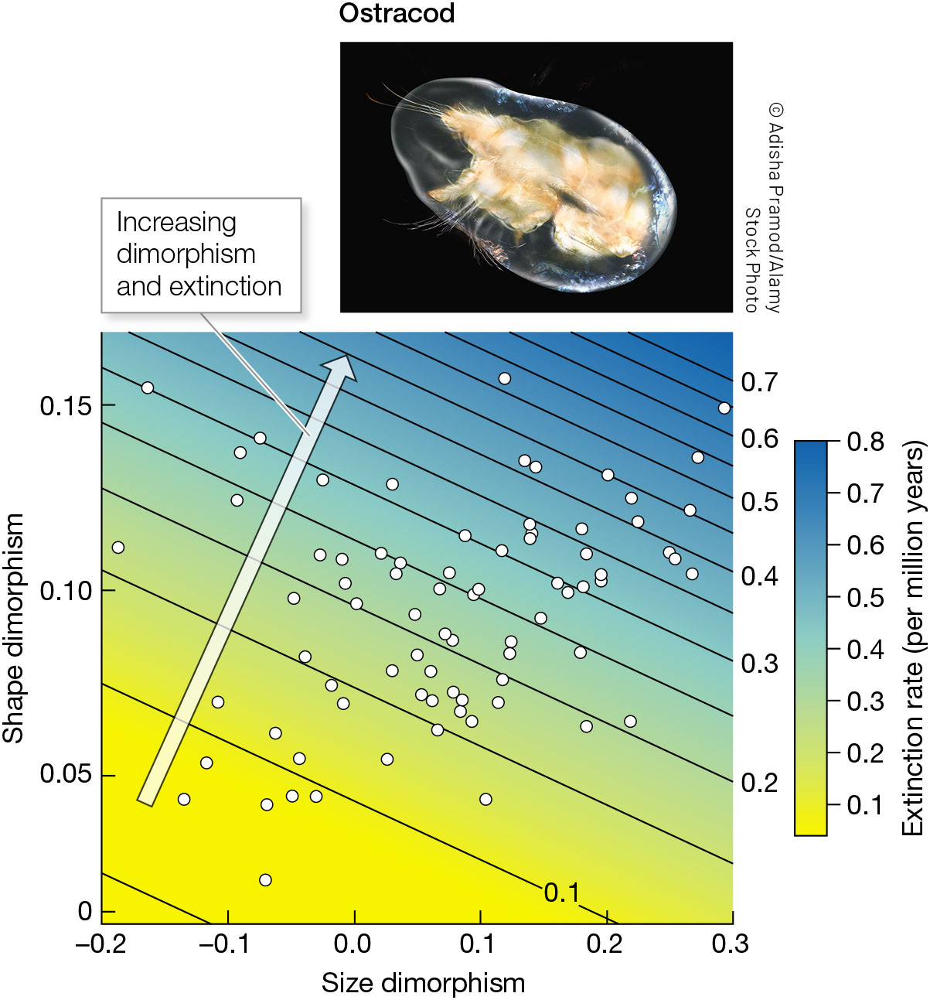 Ostracod
© Adisha Pramod/Alamy
Stock Photo
Increasing
dimorphism
and extinction
Shape dimorphism
0.15
0.10
0.05
0
−0.2
−0.1
0.0
0.1
0.2
0.3
Size dimorphism
0.7
0.6
0.5
0.4
0.3
0.2
0.1
0.8
0.7
0.6
0.5
0.4
0.3
0.2
0.1
Extinction rate (per million years)